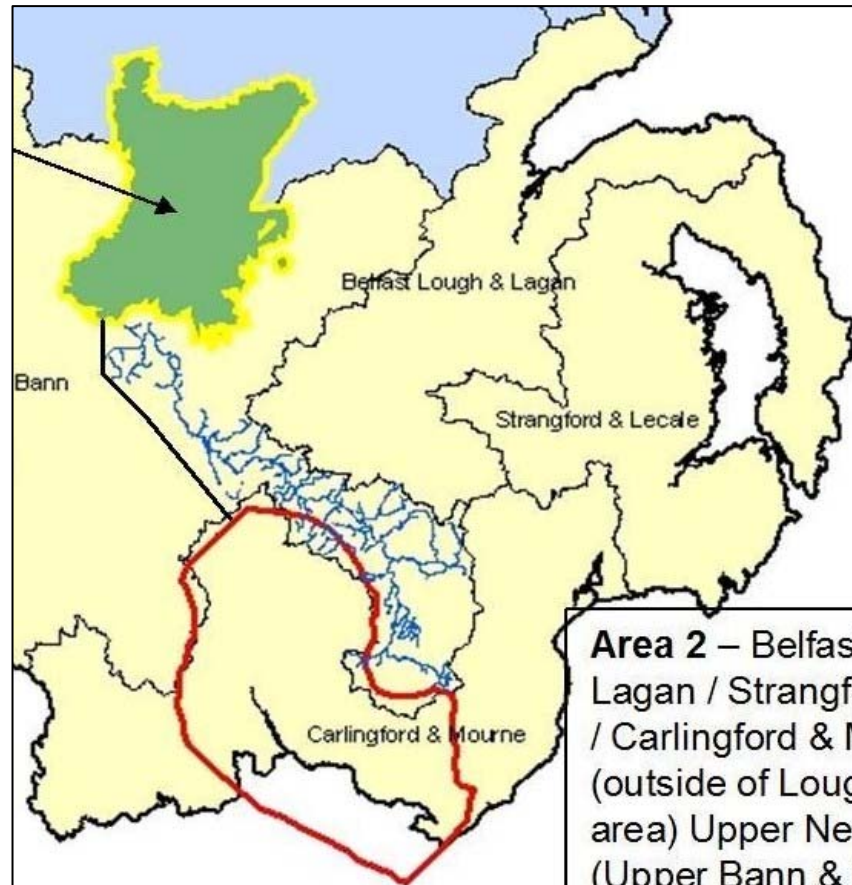 Belfast Lough & Lagan
Bann
Strangford & Lecale
Carlingford & Mourne
Area 2 – Belfas
Lagan / Strangf
/ Carlingford & M
(outside of Loug
area) Upper Ne
(Upper Bann &